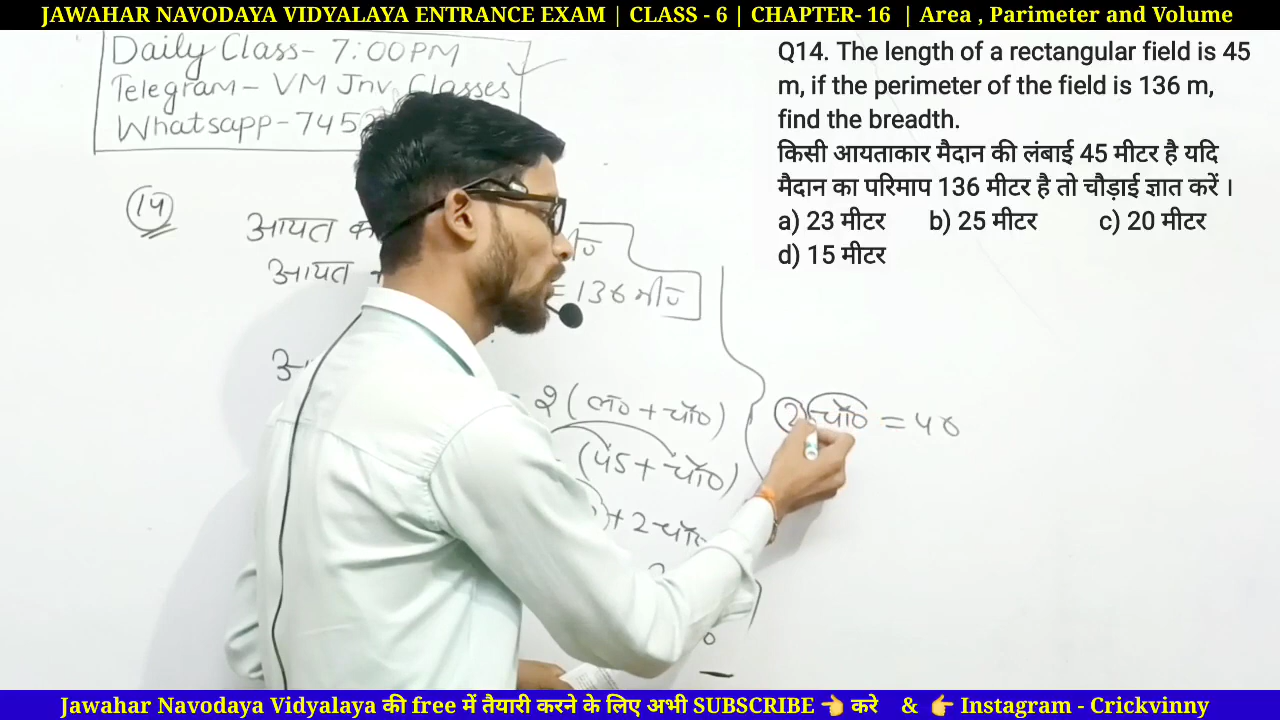 JAWAHAR NAVODAYA VIDYALAYA ENTRANCE EXAM | CLASS - 6 | CHAPTER- 16 | Area , Parimeter and Volume
Daily Class- 7:00PM
Telegram- VM Jnv Classes
Whatsapp-745
Q14. The length of a rectangular field is 45
m, if the perimeter of the field is 136 m,
find the breadth.
किसी आयताकार मैदान की लंबाई 45 मीटर है यदि
मैदान का परिमाप 136 मीटर है तो चौड़ाई ज्ञात करें ।
a) 23 मीटर b) 25 मीटर c) 20 मीटर
d) 15 मीटर
14
आयत
आयत = 136 मी०
2 (ल० + चौ०)
(45 + चौ०)
+ 2 चौ०
2 चौ० = 46
Jawahar Navodaya Vidyalaya की free में तैयारी करने के लिए अभी SUBSCRIBE 👈 करे & 👉 Instagram - Crickvinny